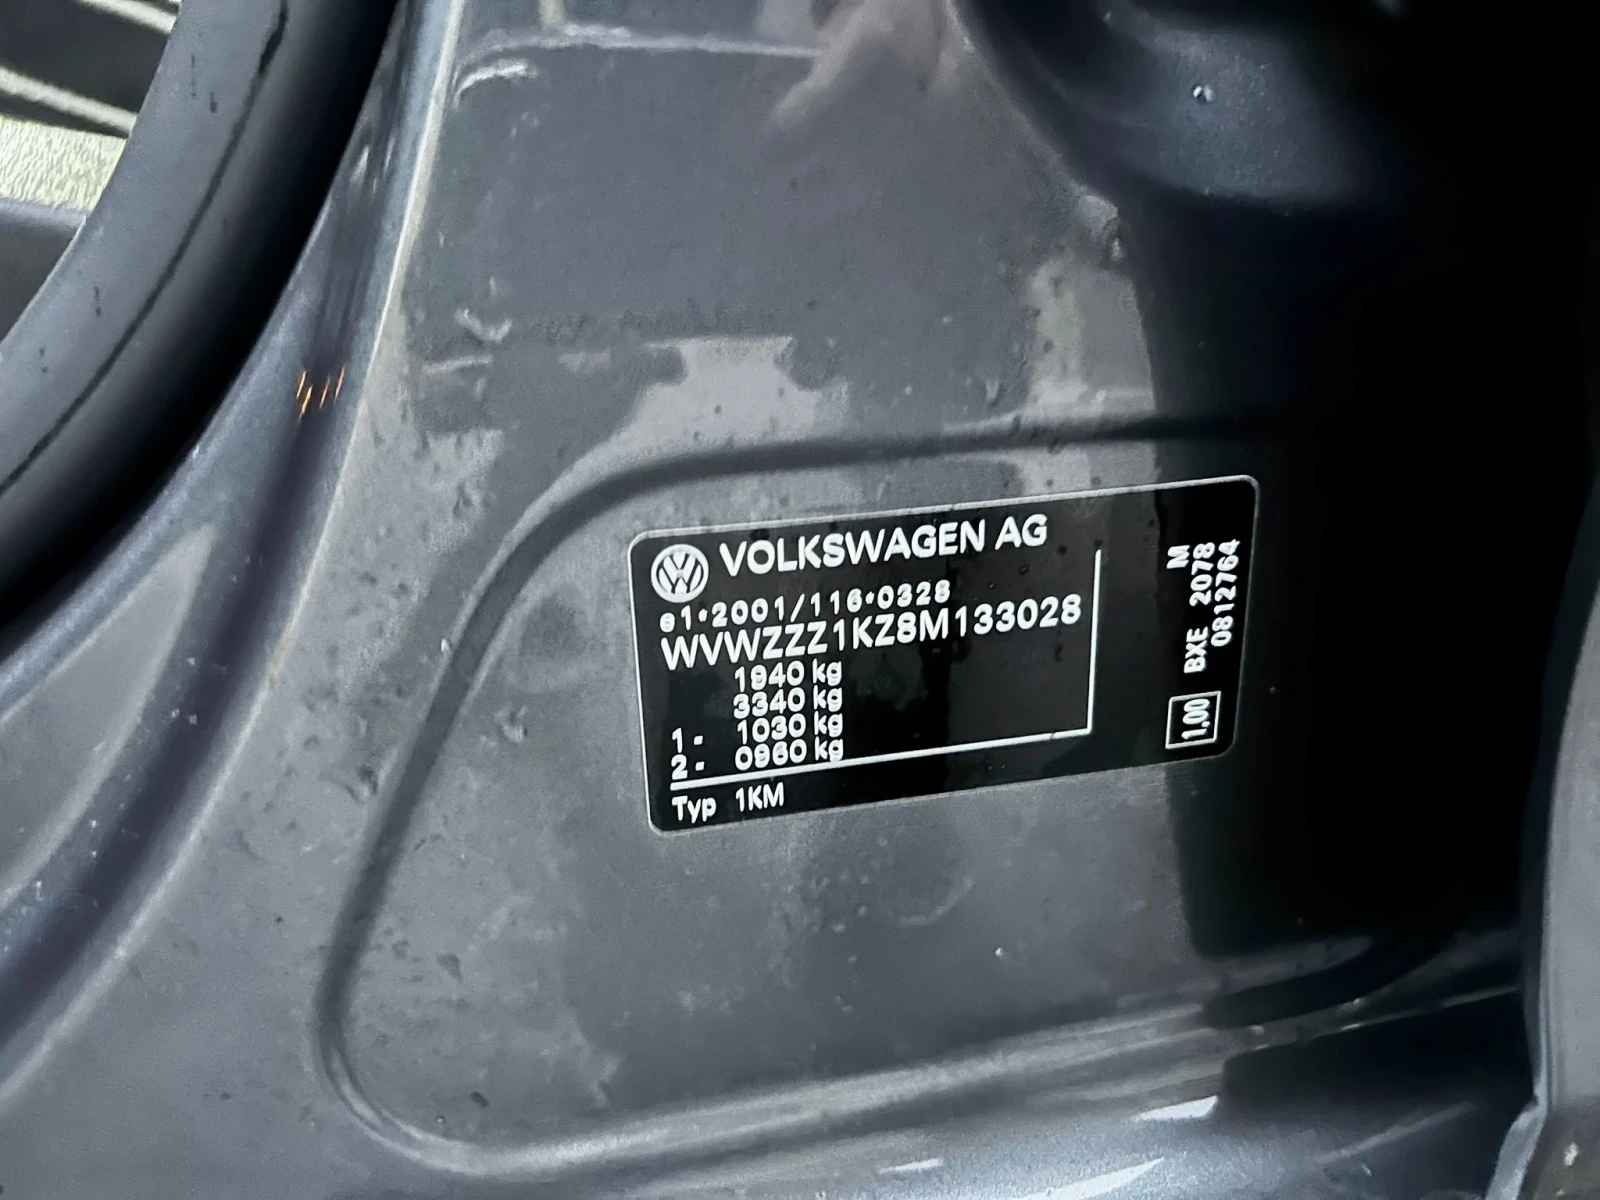 VOLKSWAGEN AG
e1*2001/116*0328
WVWZZZ1KZ8M133028
1940 kg
3340 kg
1- 1030 kg
2- 0960 kg
Typ 1KM
M
BXE 2078
0812764
1,00